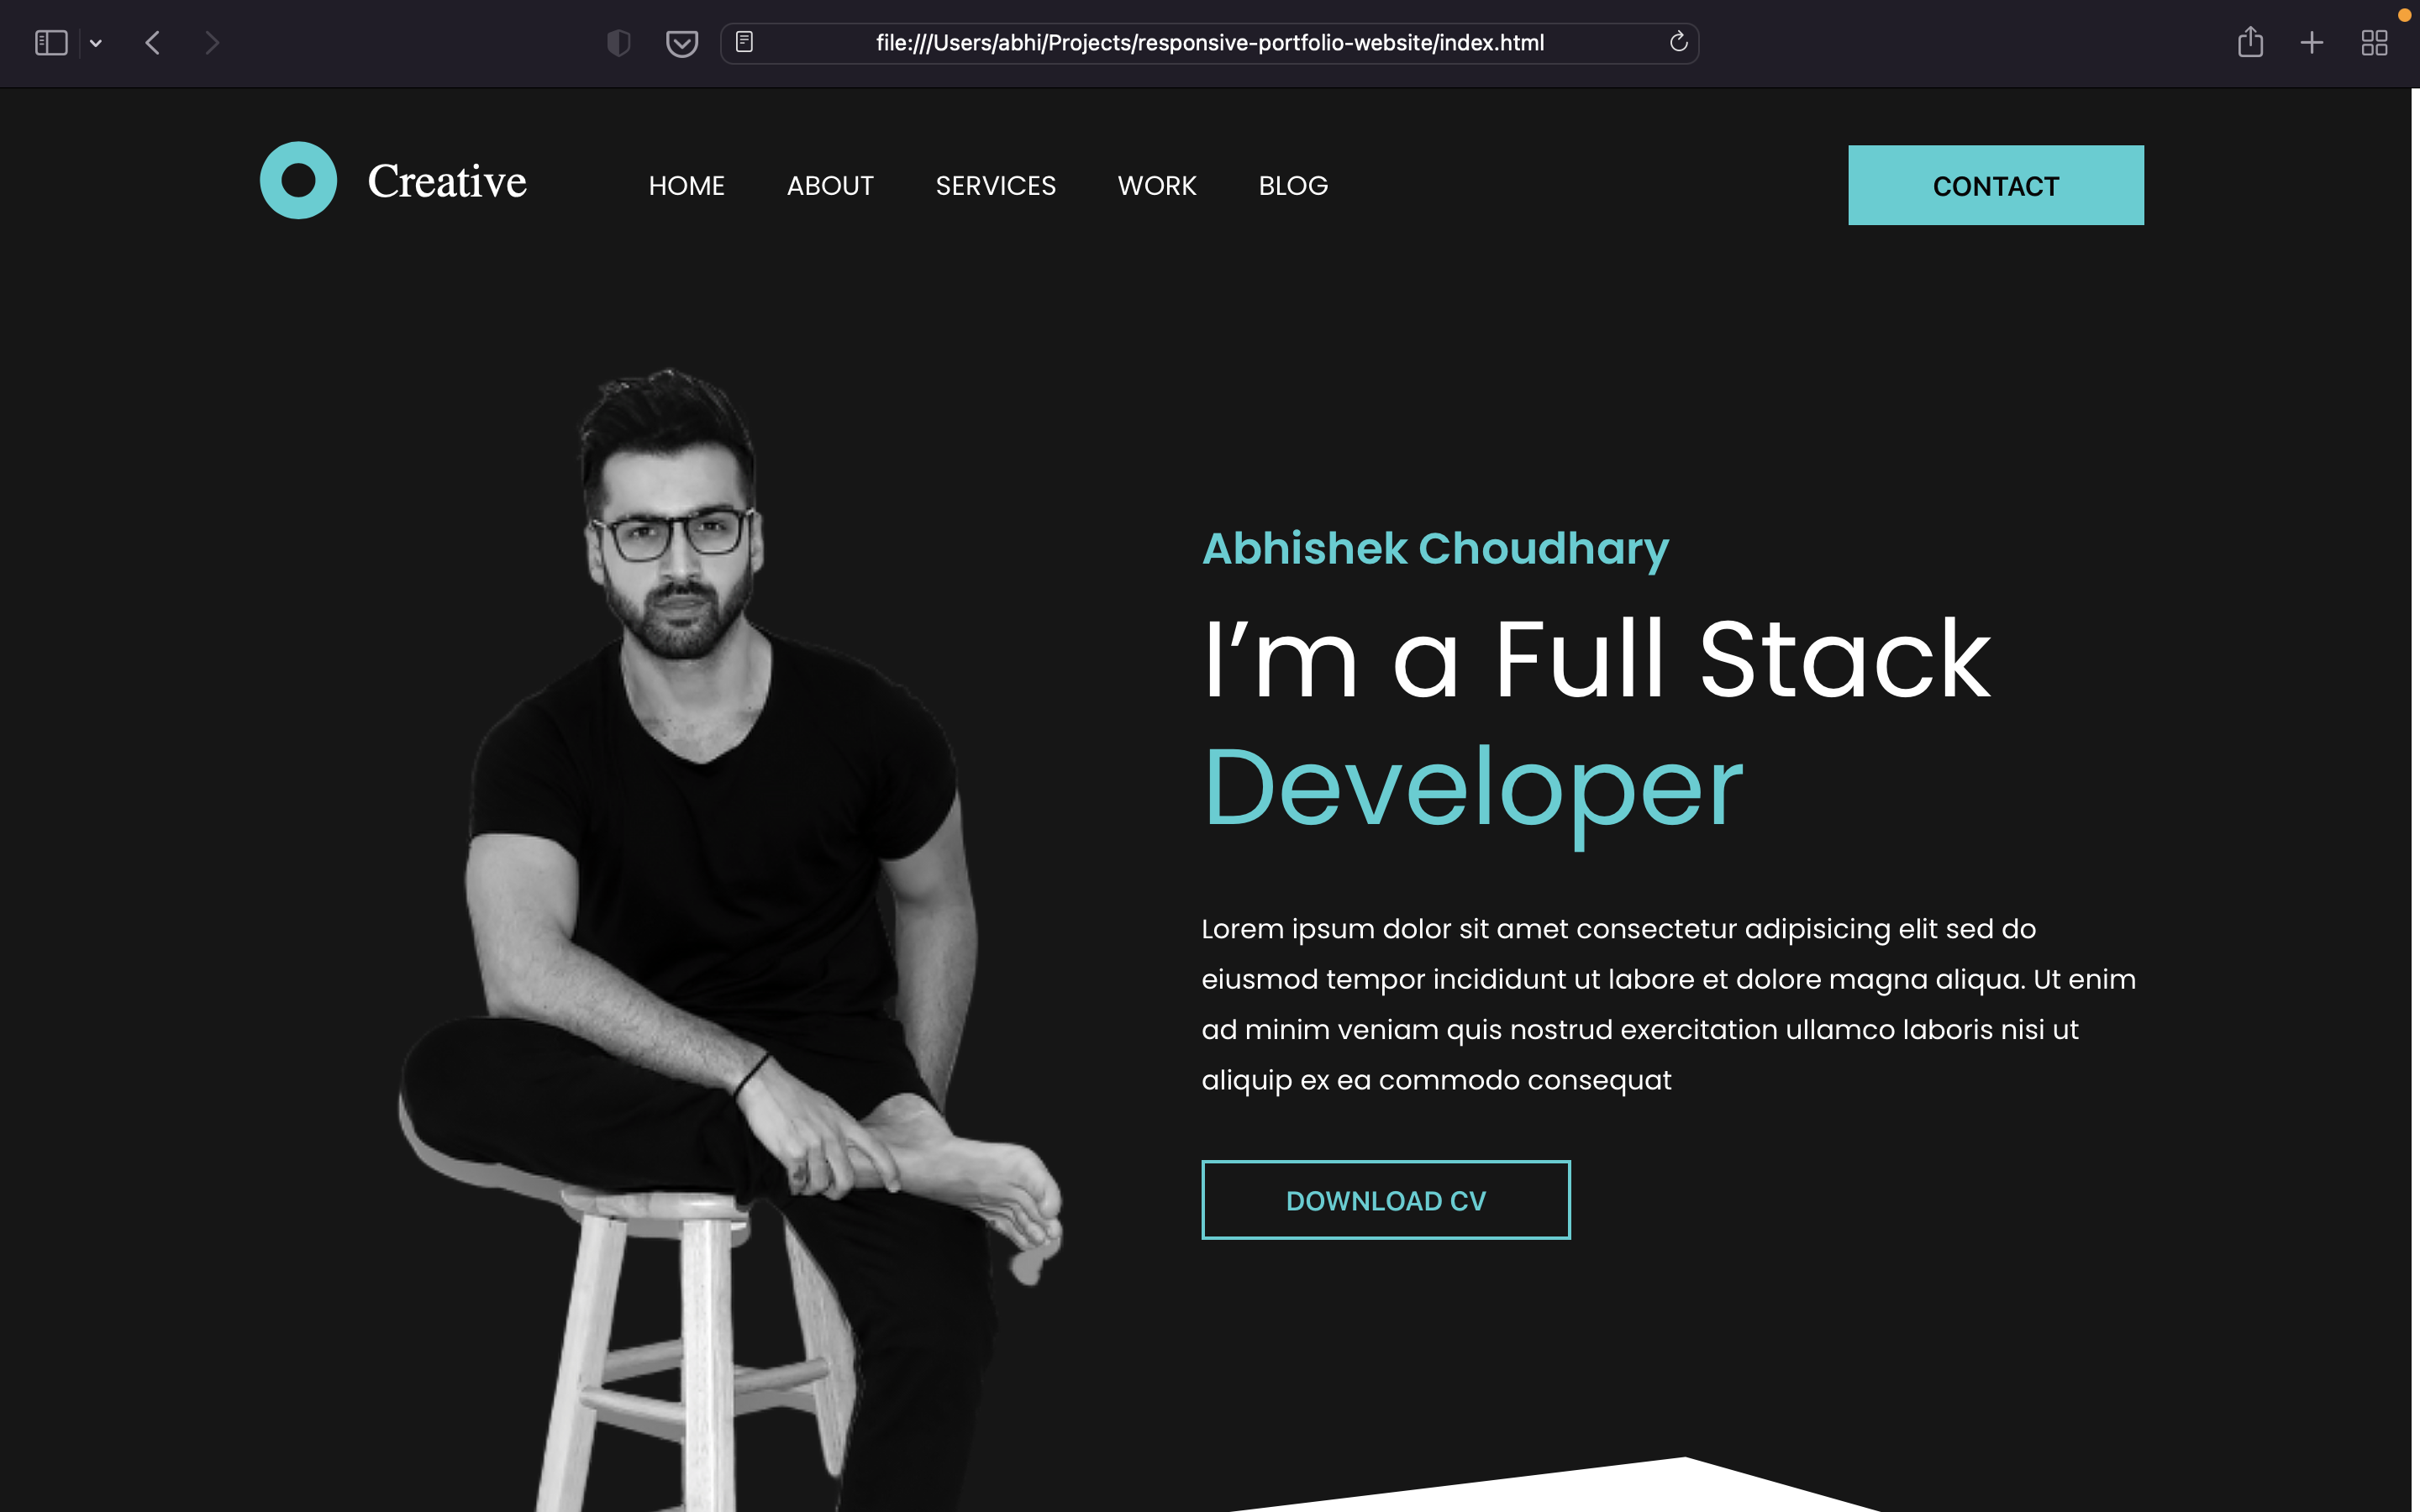 file:///Users/abhi/Projects/responsive-portfolio-website/index.html
Creative
HOME ABOUT SERVICES WORK BLOG
CONTACT
Abhishek Choudhary
I’m a Full Stack
Developer
Lorem ipsum dolor sit amet consectetur adipisicing elit sed do
eiusmod tempor incididunt ut labore et dolore magna aliqua. Ut enim
ad minim veniam quis nostrud exercitation ullamco laboris nisi ut
aliquip ex ea commodo consequat
DOWNLOAD CV